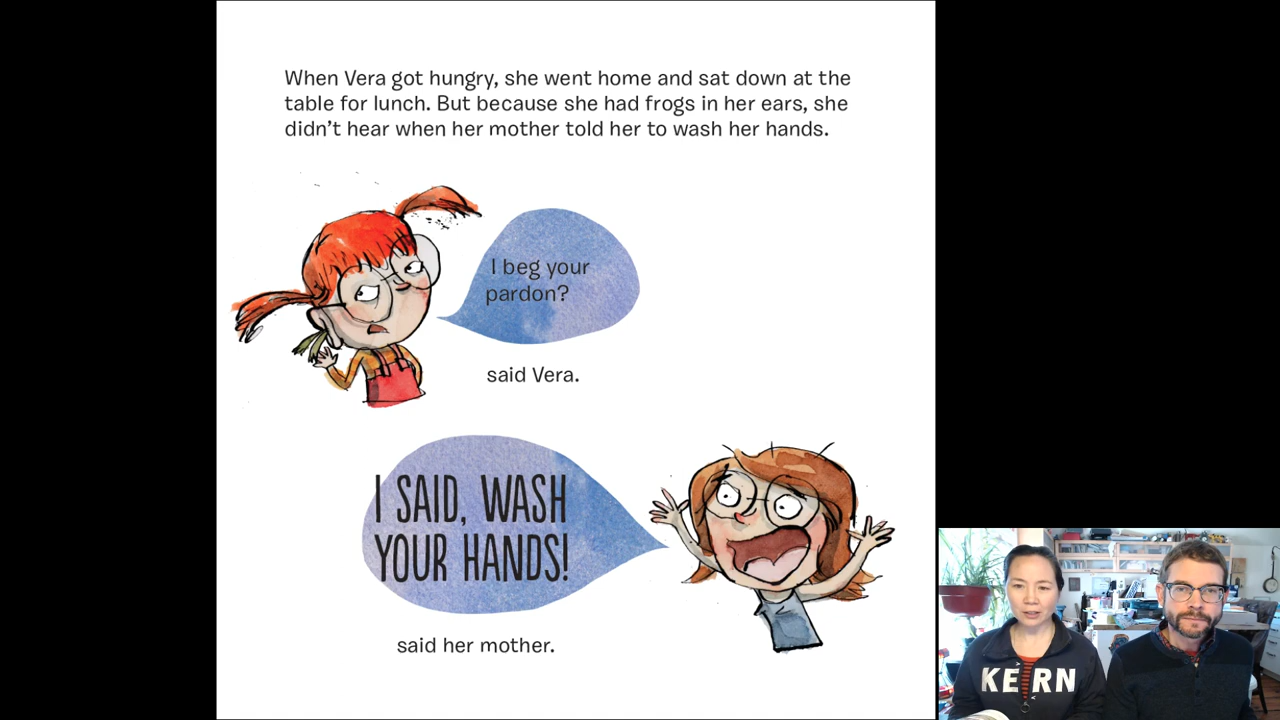 When Vera got hungry, she went home and sat down at the
table for lunch. But because she had frogs in her ears, she
didn’t hear when her mother told her to wash her hands.
I beg your
pardon?
said Vera.
I SAID, WASH
YOUR HANDS!
said her mother.
KERN